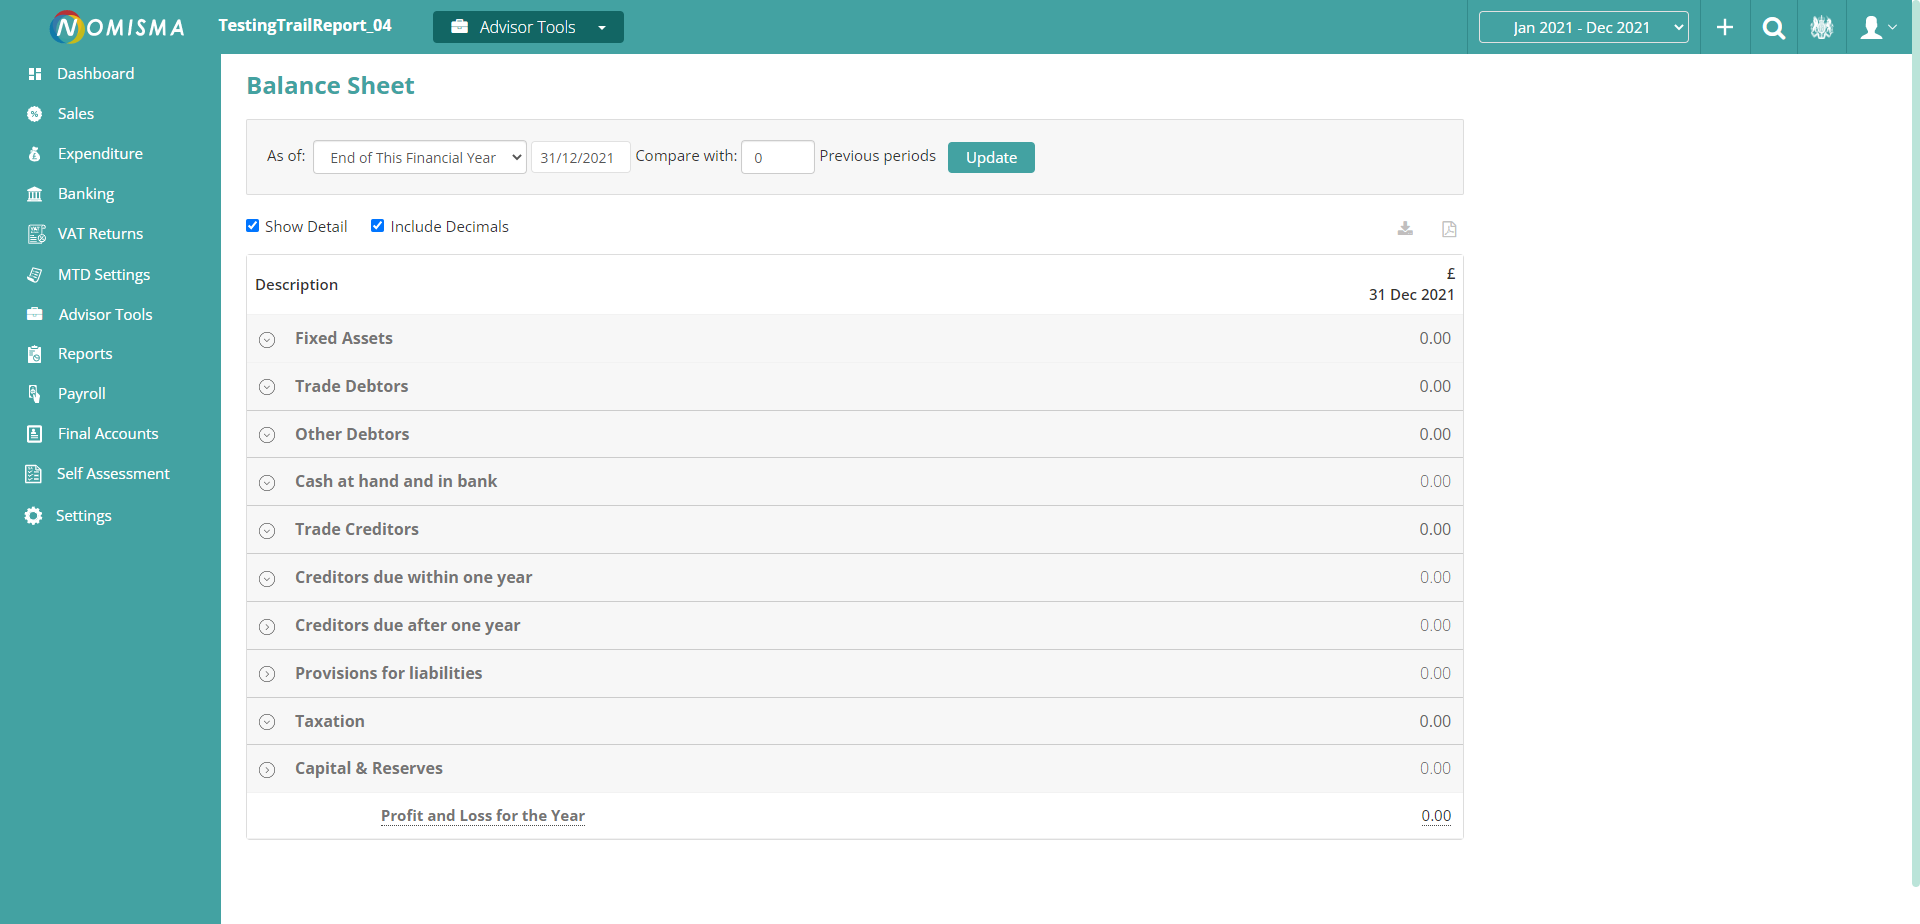 NOMISMA
TestingTrailReport_04
Advisor Tools
Jan 2021 - Dec 2021
Dashboard
Sales
Expenditure
Banking
VAT Returns
MTD Settings
Advisor Tools
Reports
Payroll
Final Accounts
Self Assessment
Settings
Balance Sheet
As of: End of This Financial Year 31/12/2021 Compare with: 0 Previous periods Update
Show Detail Include Decimals
Description £
31 Dec 2021
Fixed Assets 0.00
Trade Debtors 0.00
Other Debtors 0.00
Cash at hand and in bank 0.00
Trade Creditors 0.00
Creditors due within one year 0.00
Creditors due after one year 0.00
Provisions for liabilities 0.00
Taxation 0.00
Capital & Reserves 0.00
Profit and Loss for the Year 0.00